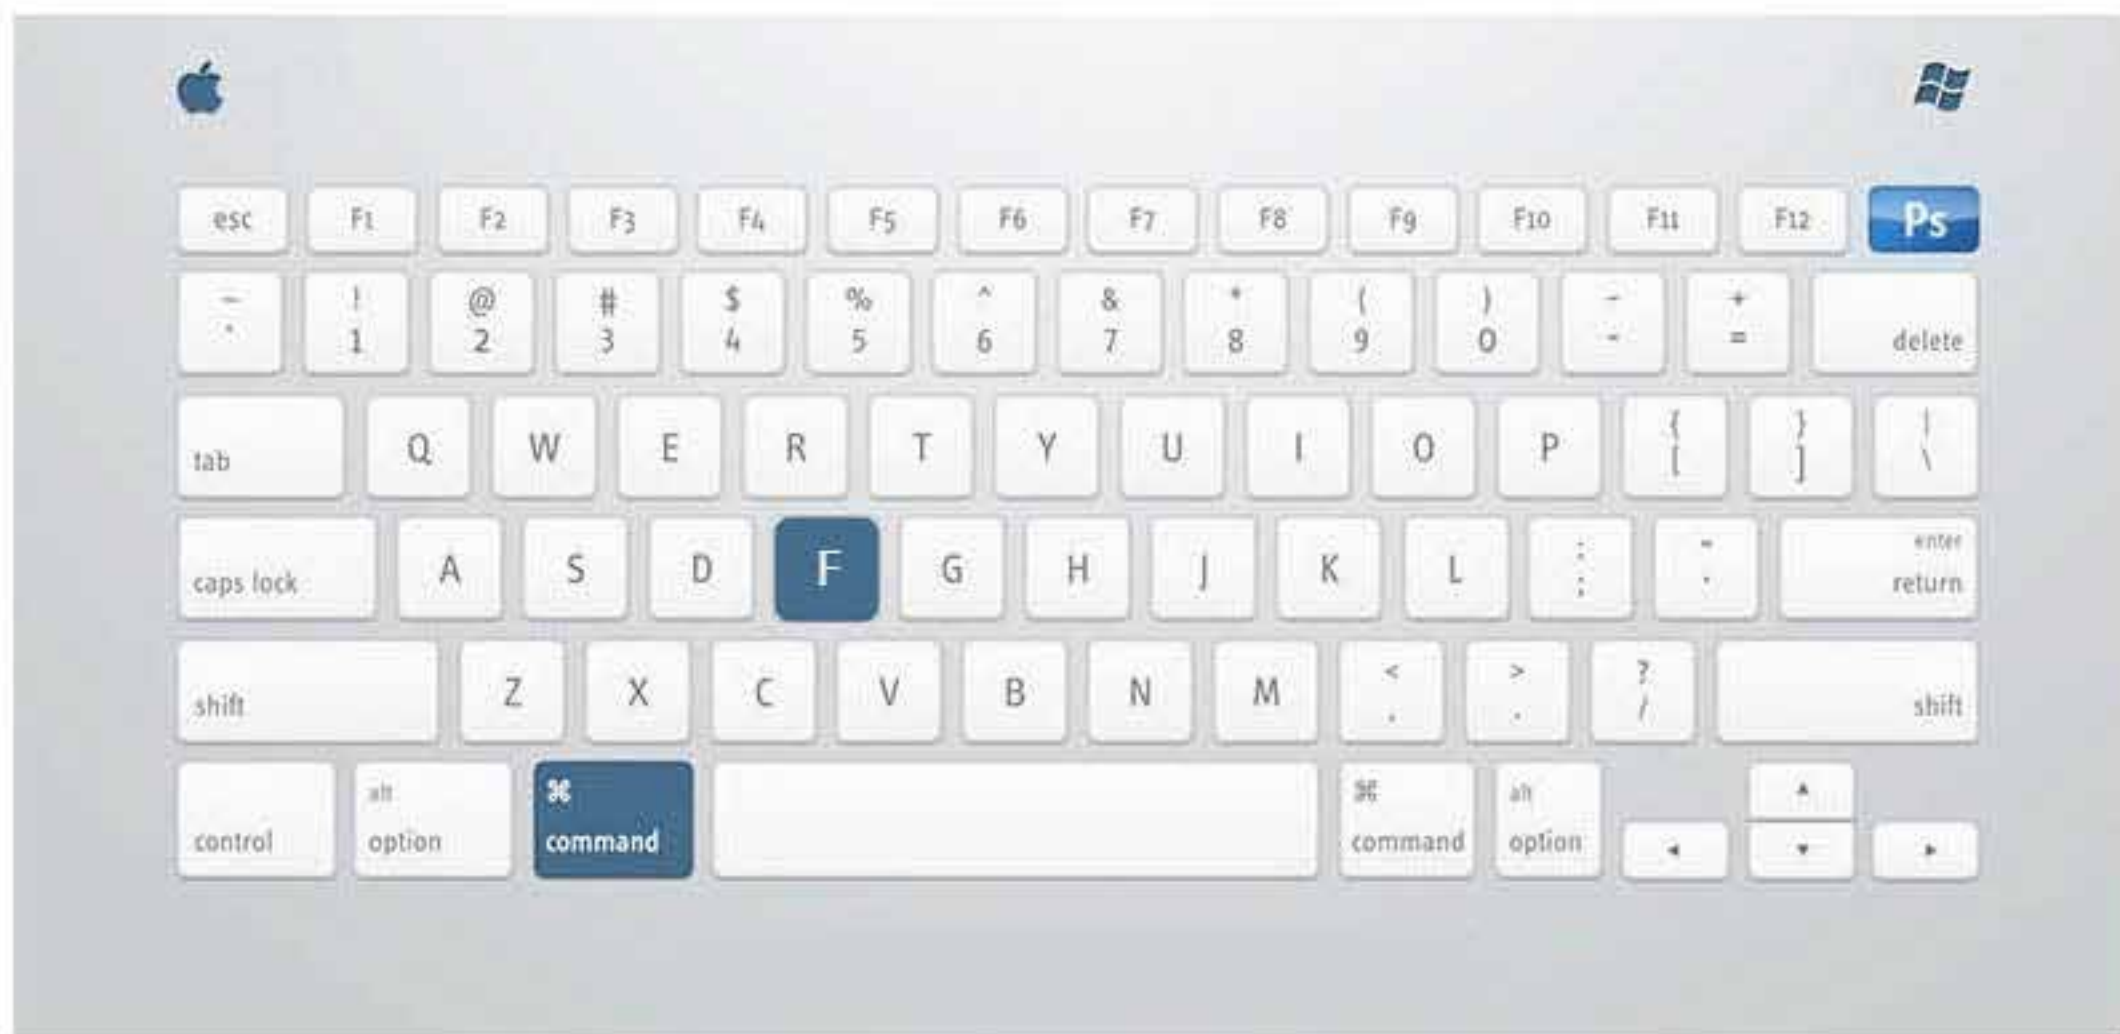 esc F1 F2 F3 F4 F5 F6 F7 F8 F9 F10 F11 F12 Ps
~ ! @ # $ % ^ & * ( ) - +
` 1 2 3 4 5 6 7 8 9 0 - = delete
tab Q W E R T Y U I O P { } |
[ ] \
caps lock A S D F G H J K L : " enter
; ' return
shift Z X C V B N M < > ? shift
, . /
alt ⌘ ⌘ alt
control option command command option